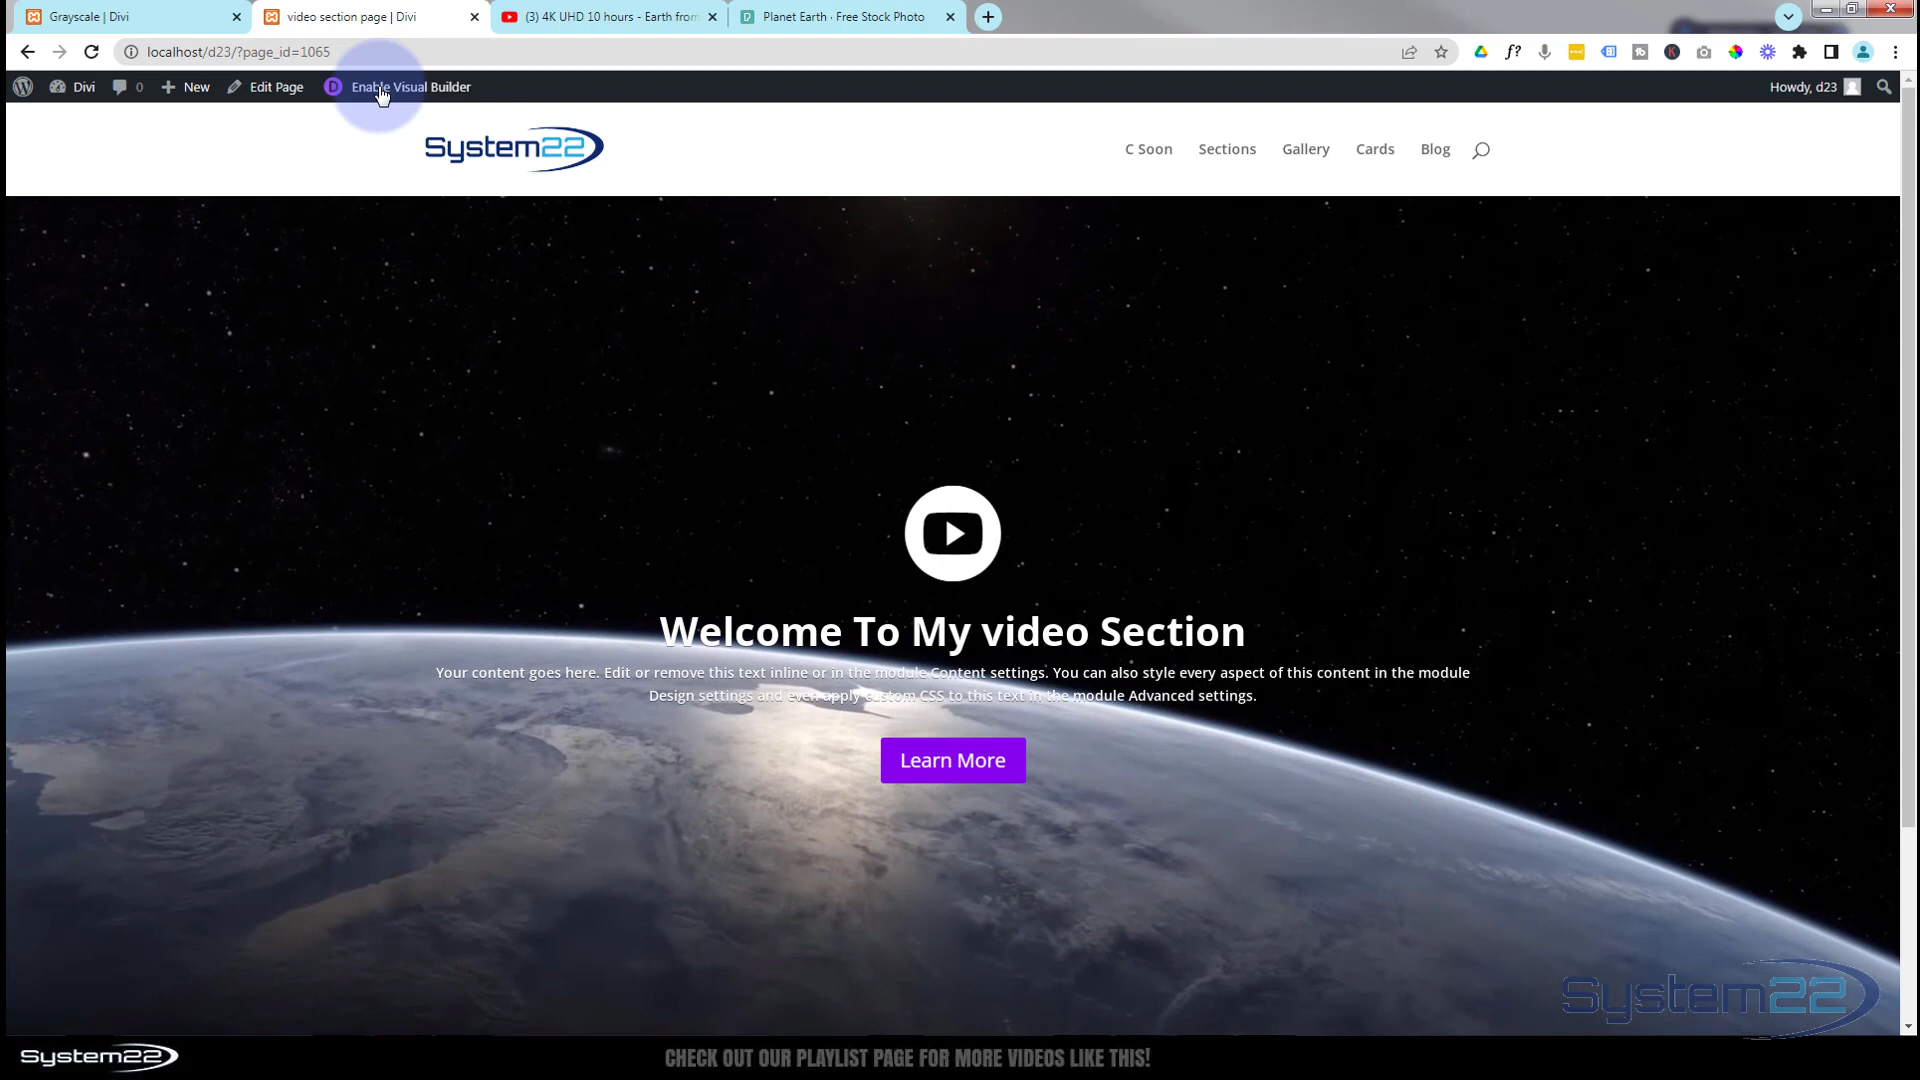 Grayscale | Divi
video section page | Divi
(3) 4K UHD 10 hours - Earth from
Planet Earth · Free Stock Photo
localhost/d23/?page_id=1065
Divi
0
New
Edit Page
Enable Visual Builder
Howdy, d23
System22
C Soon
Sections
Gallery
Cards
Blog
Welcome To My video Section
Your content goes here. Edit or remove this text inline or in the module Content settings. You can also style every aspect of this content in the module
Design settings and even apply custom CSS to this text in the module Advanced settings.
Learn More
System22
System22
CHECK OUT OUR PLAYLIST PAGE FOR MORE VIDEOS LIKE THIS!